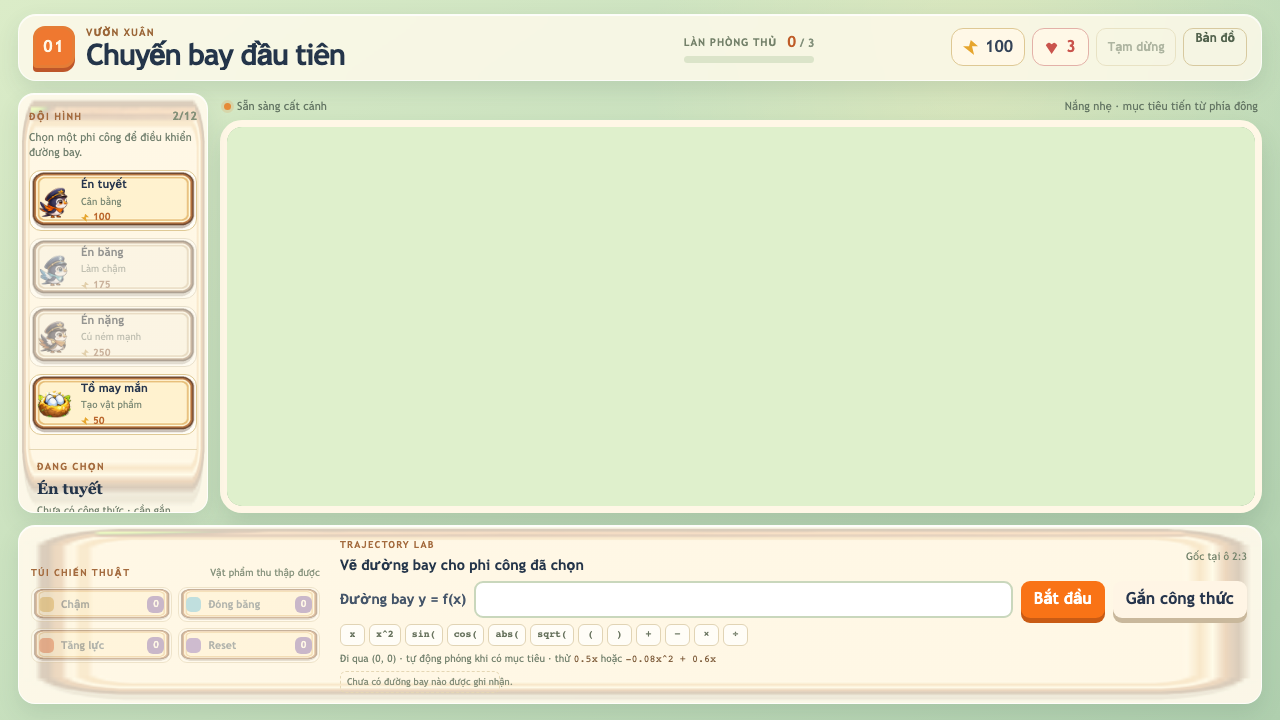 01
VƯỜN XUÂN
Chuyến bay đầu tiên
LÀN PHÒNG THỦ 0 / 3
100
3
Tạm dừng
Bản đồ
ĐỘI HÌNH 2/12
Chọn một phi công để điều khiển
đường bay.
Én tuyết
Cân bằng
100
Én băng
Làm chậm
175
Én nặng
Cú ném mạnh
250
Tổ may mắn
Tạo vật phẩm
50
ĐANG CHỌN
Én tuyết
Chưa có công thức · cần gắn
Sẵn sàng cất cánh
Nắng nhẹ · mục tiêu tiến từ phía đông
TÚI CHIẾN THUẬT
Vật phẩm thu thập được
Chậm 0
Đóng băng 0
Tăng lực 0
Reset 0
TRAJECTORY LAB
Vẽ đường bay cho phi công đã chọn
Gốc tại ô 2:3
Đường bay y = f(x)
Bắt đầu
Gắn công thức
x x^2 sin( cos( abs( sqrt( ( ) + − × ÷
Đi qua (0, 0) · tự động phóng khi có mục tiêu · thử 0.5x hoặc −0.08x^2 + 0.6x
Chưa có đường bay nào được ghi nhận.